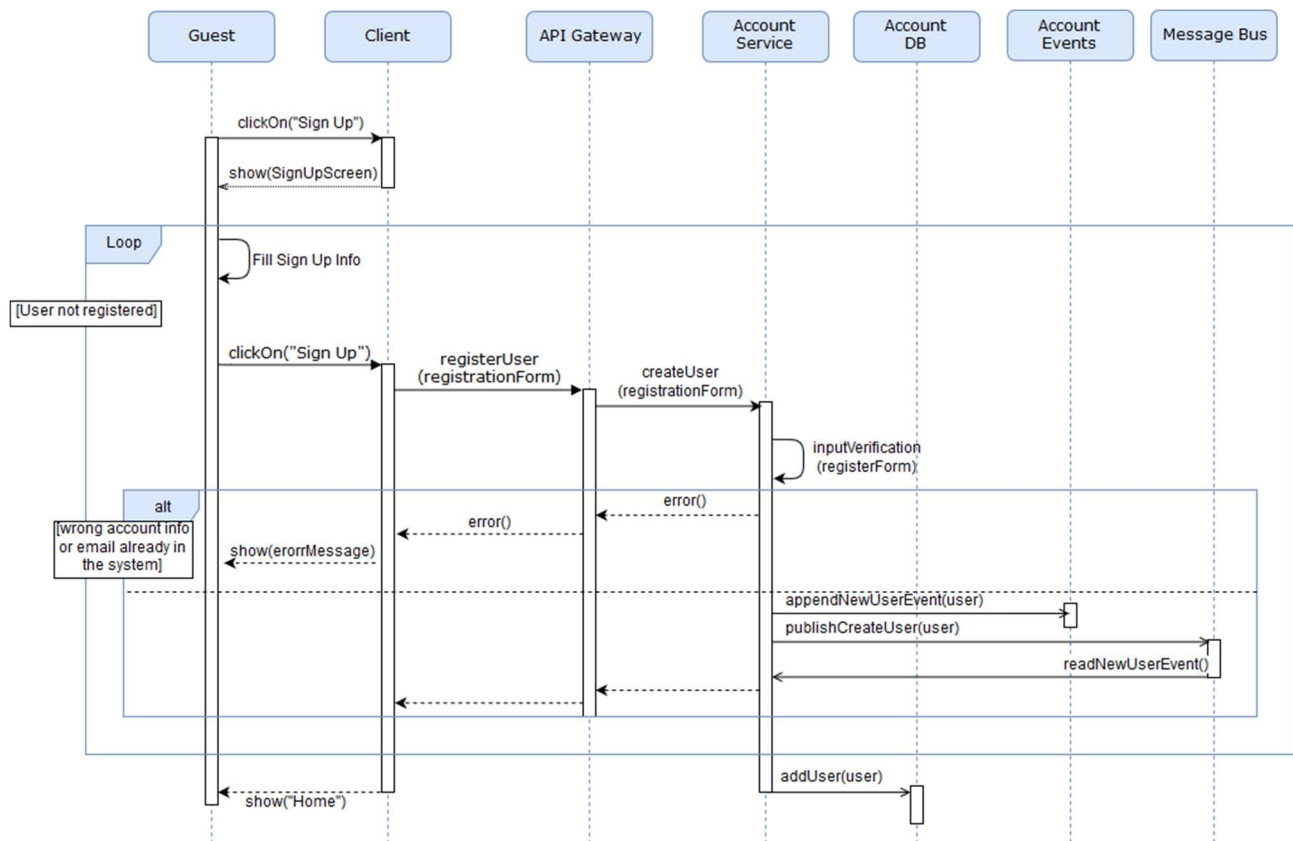 Guest
Client
API Gateway
Account
Service
Account
DB
Account
Events
Message Bus
clickOn("Sign Up")
show(SignUpScreen)
Loop
Fill Sign Up Info
[User not registered]
clickOn("Sign Up")
registerUser
(registrationForm)
createUser
(registrationForm)
inputVerification
(registerForm)
alt
error()
error()
[wrong account info
or email already in
the system]
show(erorrMessage)
appendNewUserEvent(user)
publishCreateUser(user)
readNewUserEvent()
addUser(user)
show("Home")